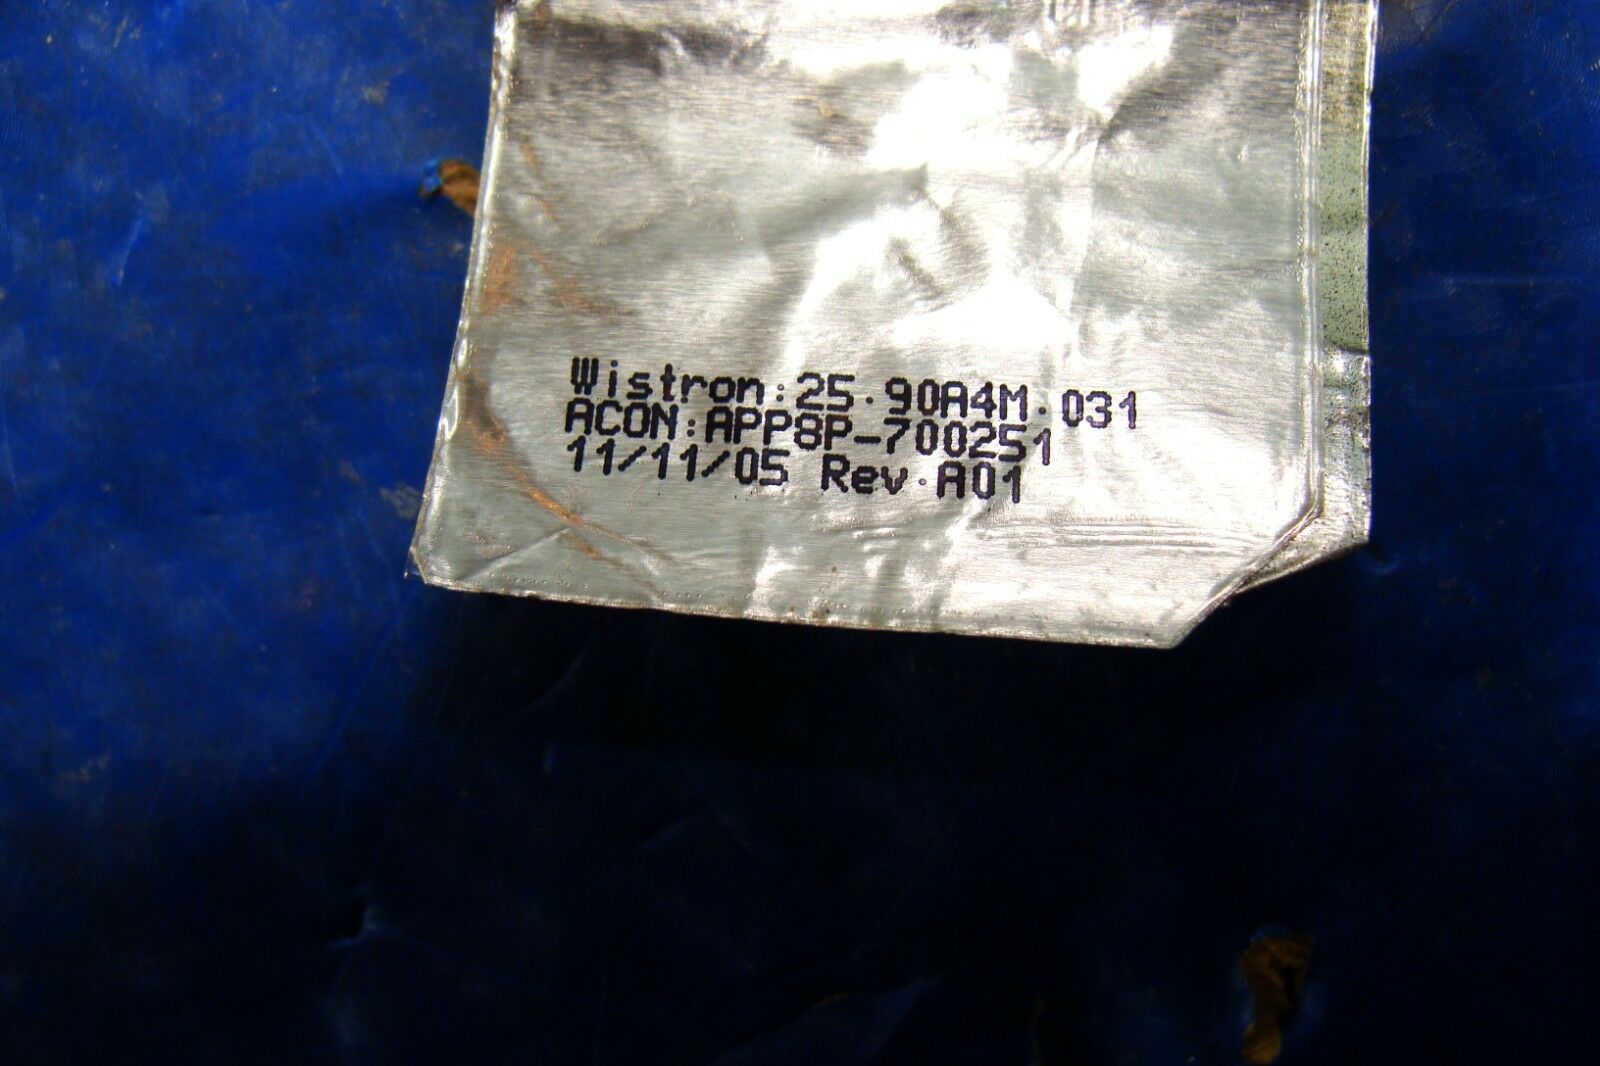 Wistron:25.90A4M.031
ACON:APP8P-700251
11/11/05 Rev.A01